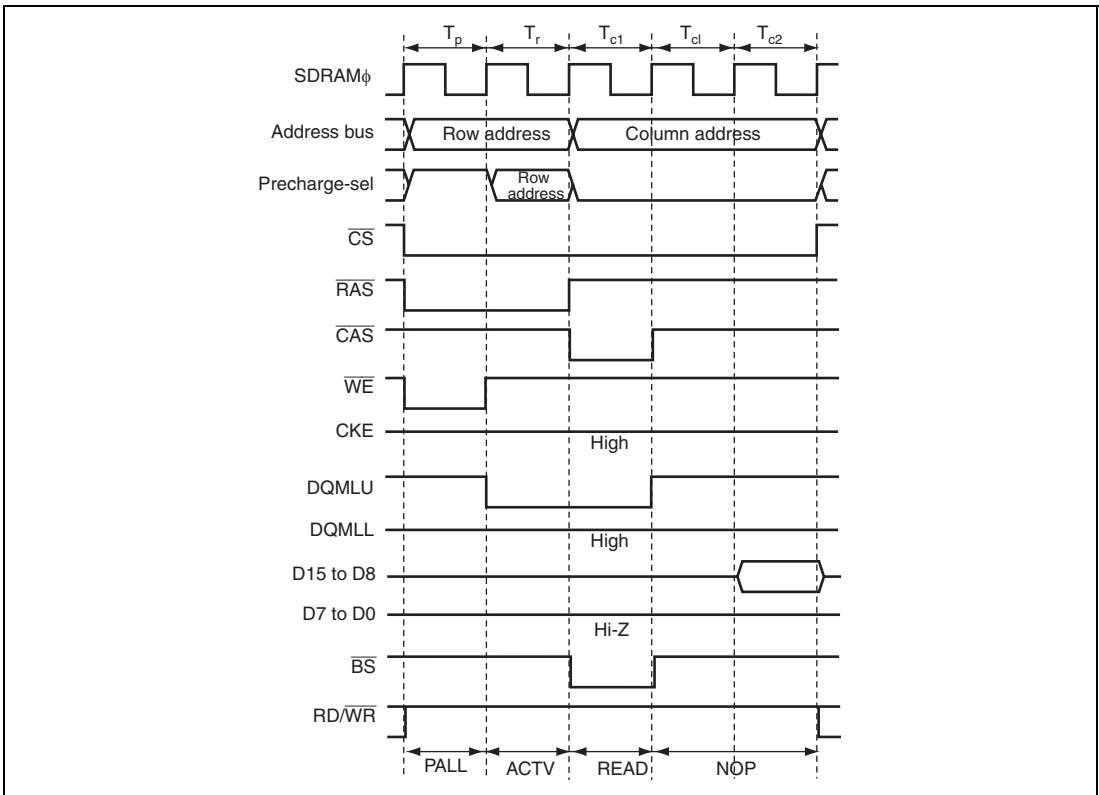 Tp Tr Tc1 Tcl Tc2
SDRAMϕ
Address bus Row address Column address
Precharge-sel Row address
CS
RAS
CAS
WE
CKE High
DQMLU
DQMLL High
D15 to D8
D7 to D0 Hi-Z
BS
RD/WR
PALL ACTV READ NOP